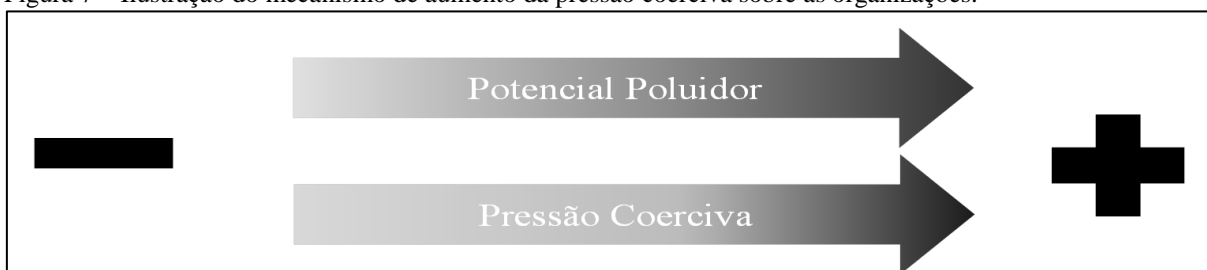 Figura 7 – Ilustração do mecanismo de aumento da pressão coerciva sobre as organizações.
Potencial Poluidor
Pressão Coerciva